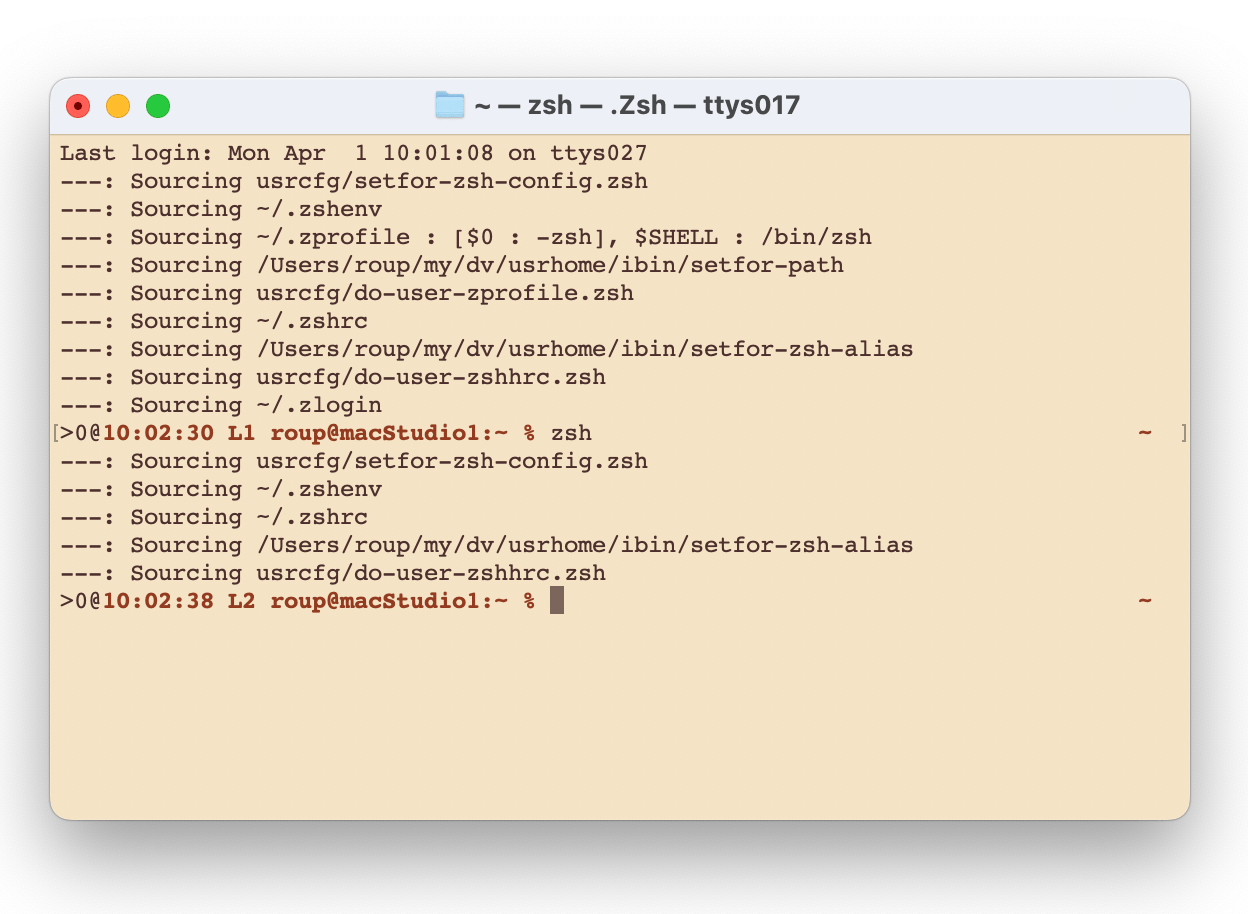 ~ — zsh — .Zsh — ttys017
Last login: Mon Apr  1 10:01:08 on ttys027
---: Sourcing usrcfg/setfor-zsh-config.zsh
---: Sourcing ~/.zshenv
---: Sourcing ~/.zprofile : [$0 : -zsh], $SHELL : /bin/zsh
---: Sourcing /Users/roup/my/dv/usrhome/ibin/setfor-path
---: Sourcing usrcfg/do-user-zprofile.zsh
---: Sourcing ~/.zshrc
---: Sourcing /Users/roup/my/dv/usrhome/ibin/setfor-zsh-alias
---: Sourcing usrcfg/do-user-zshhrc.zsh
---: Sourcing ~/.zlogin
[>0@10:02:30 L1 roup@macStudio1:~ % zsh ~ ]
---: Sourcing usrcfg/setfor-zsh-config.zsh
---: Sourcing ~/.zshenv
---: Sourcing ~/.zshrc
---: Sourcing /Users/roup/my/dv/usrhome/ibin/setfor-zsh-alias
---: Sourcing usrcfg/do-user-zshhrc.zsh
>0@10:02:38 L2 roup@macStudio1:~ % ~